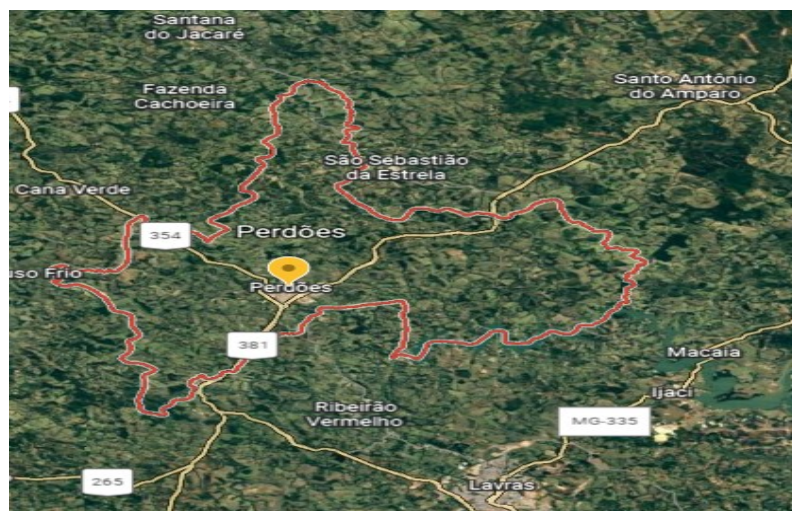 Santana
do Jacaré
Fazenda
Cachoeira
Santo Antônio
do Amparo
São Sebastião
da Estrela
Cana Verde
354
Perdões
uso Frio
Perdões
381
Macaia
Ijaci
Ribeirão
Vermelho
MG-335
265
Lavras